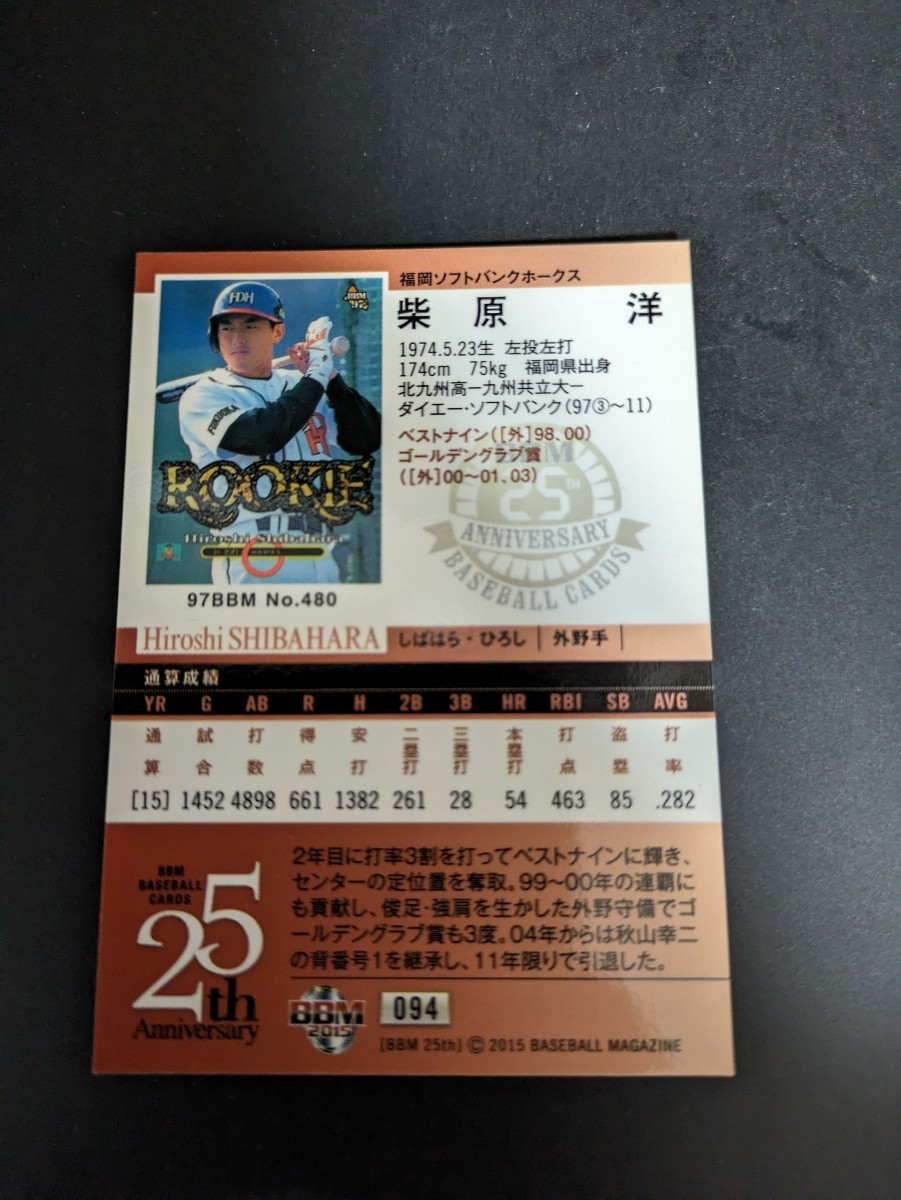 福岡ソフトバンクホークス
柴原 洋
1974.5.23生 左投左打
174cm 75kg 福岡県出身
北九州高ー九州共立大ー
ダイエー・ソフトバンク(97③〜11)
ベストナイン([外]98、00)
ゴールデングラブ賞
([外]00〜01、03)
BBM
25TH
ANNIVERSARY
BASEBALL CARDS
FDH
BBM
'97
FUKUOKA
ROOKIE
Hiroshi Shibahara
97BBM No.480
Hiroshi SHIBAHARA しばはら・ひろし 外野手
通算成績
YR G AB R H 2B 3B HR RBI SB AVG
通算 試合 打数 得点 安打 二塁打 三塁打 本塁打 打点 盗塁 打率
[15] 1452 4898 661 1382 261 28 54 463 85 .282
2年目に打率3割を打ってベストナインに輝き、
センターの定位置を奪取。99〜00年の連覇に
も貢献し、俊足・強肩を生かした外野守備でゴ
ールデングラブ賞も3度。04年からは秋山幸二
の背番号1を継承し、11年限りで引退した。
BBM
BASEBALL
CARDS
25th
Anniversary
BBM
2015
094
[BBM 25th] © 2015 BASEBALL MAGAZINE